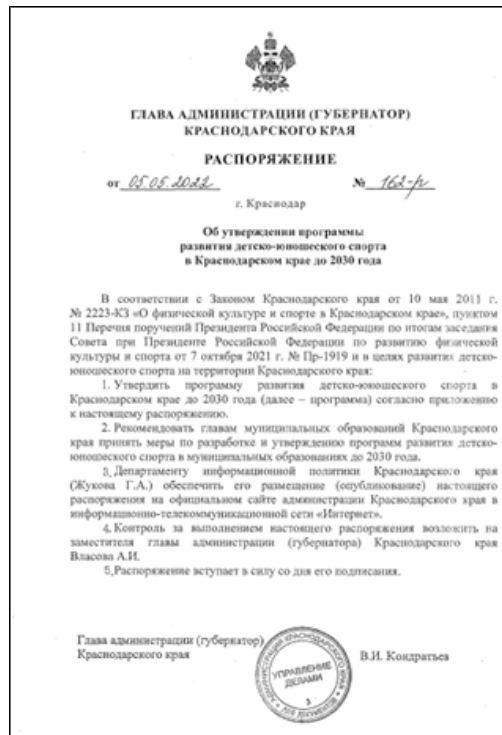 ГЛАВА АДМИНИСТРАЦИИ (ГУБЕРНАТОР)
КРАСНОДАРСКОГО КРАЯ
РАСПОРЯЖЕНИЕ
от 05.05.2022 № 162-р
г. Краснодар
Об утверждении программы
развития детско-юношеского спорта
в Краснодарском крае до 2030 года
В соответствии с Законом Краснодарского края от 10 мая 2011 г.
№ 2223-КЗ «О физической культуре и спорте в Краснодарском крае», пунктом
11 Перечня поручений Президента Российской Федерации по итогам заседания
Совета при Президенте Российской Федерации по развитию физической
культуры и спорта от 7 октября 2021 г. № Пр-1919 и в целях развития детско-
юношеского спорта на территории Краснодарского края:
1. Утвердить программу развития детско-юношеского спорта в
Краснодарском крае до 2030 года (далее – программа) согласно приложению
к настоящему распоряжению.
2. Рекомендовать главам муниципальных образований Краснодарского
края принять меры по разработке и утверждению программ развития детско-
юношеского спорта в муниципальных образованиях до 2030 года.
3. Департаменту информационной политики Краснодарского края
(Жукова Г.А.) обеспечить его размещение (опубликование) настоящего
распоряжения на официальном сайте администрации Краснодарского края в
информационно-телекоммуникационной сети «Интернет».
4. Контроль за выполнением настоящего распоряжения возложить на
заместителя главы администрации (губернатора) Краснодарского края
Власова А.И.
5. Распоряжение вступает в силу со дня его подписания.
Глава администрации (губернатор)
Краснодарского края В.И. Кондратьев
УПРАВЛЕНИЕ
ДЕЛАМИ
3